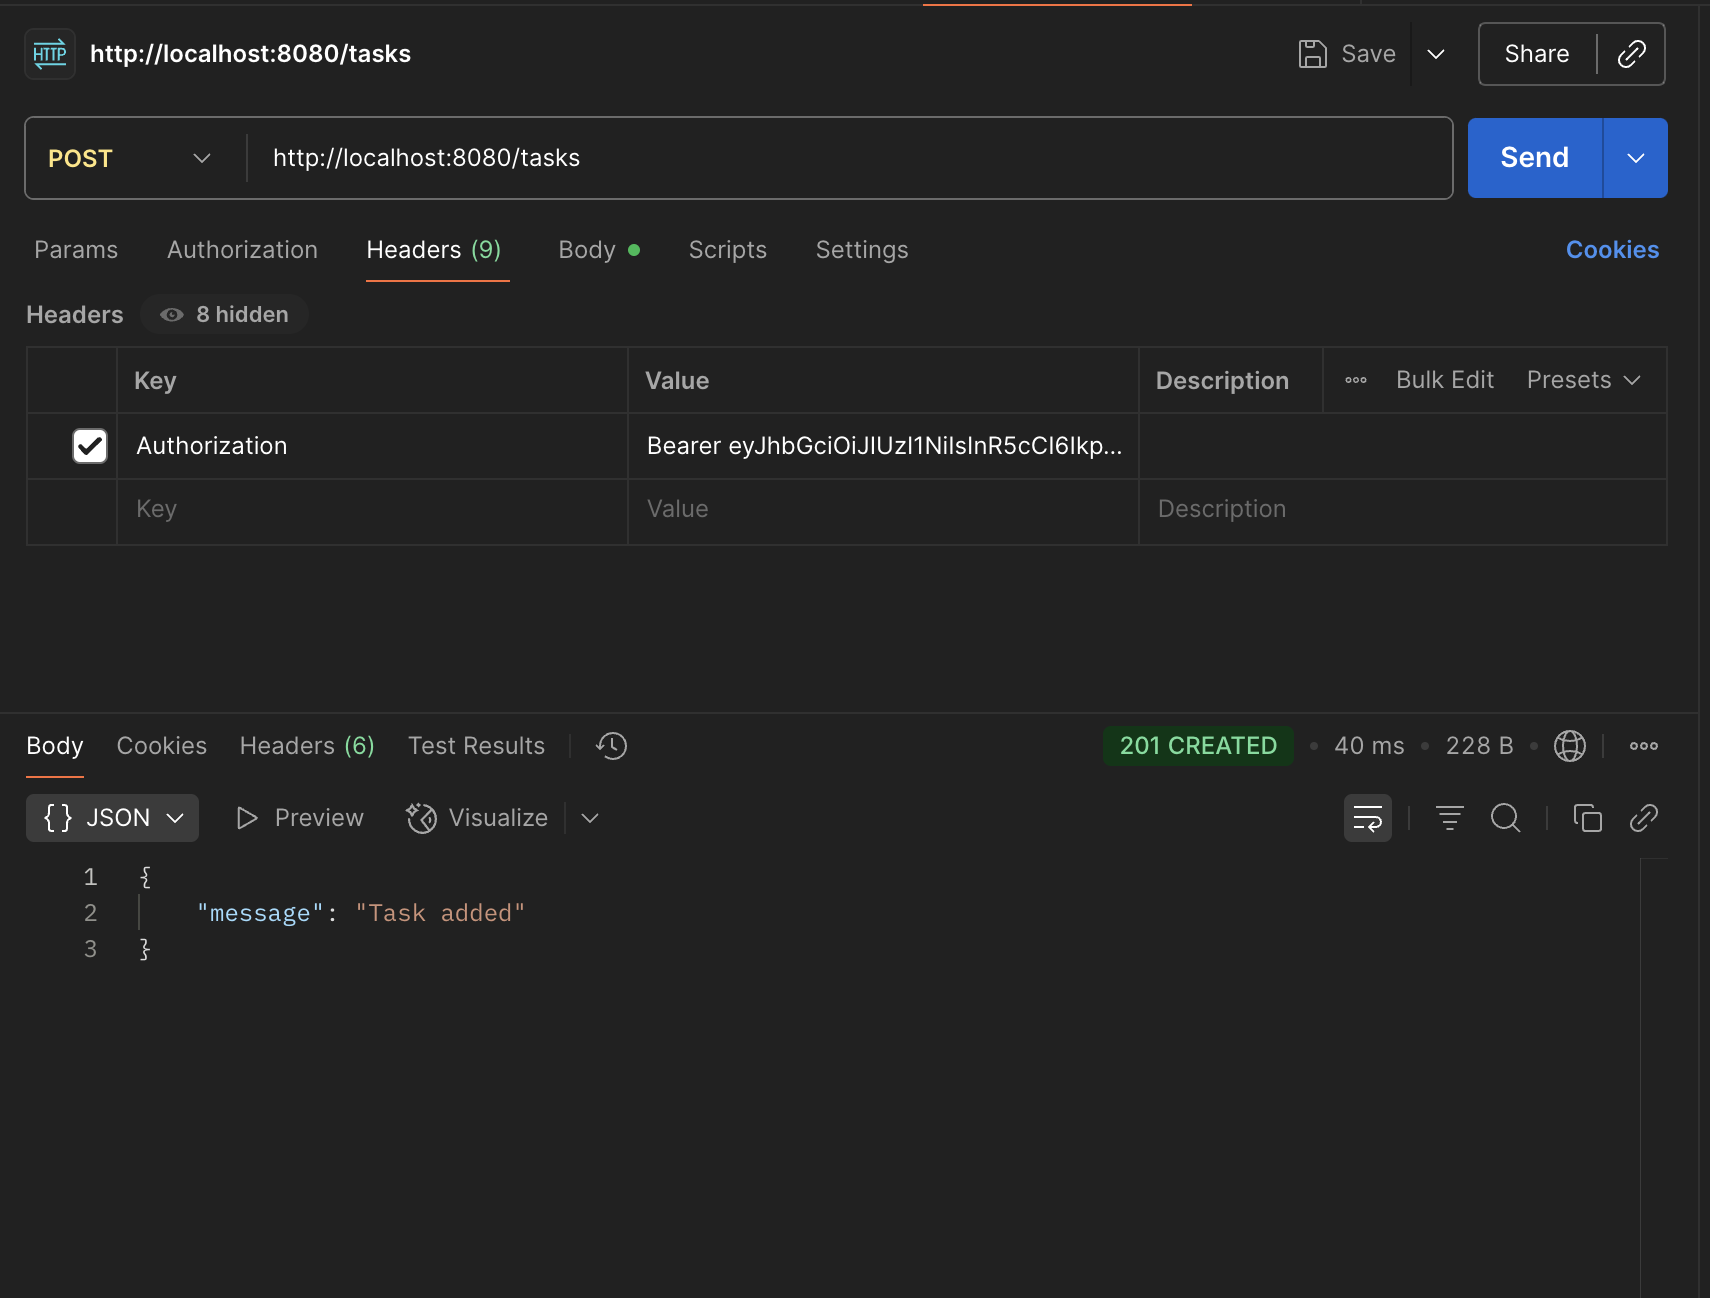 HTTP http://localhost:8080/tasks Save Share
POST http://localhost:8080/tasks Send
Params Authorization Headers (9) Body Scripts Settings Cookies
Headers 8 hidden
Key Value Description Bulk Edit Presets
Authorization Bearer eyJhbGciOiJIUzI1NiIsInR5cCI6Ikp...
Key Value Description
Body Cookies Headers (6) Test Results 201 CREATED 40 ms 228 B
{} JSON Preview Visualize
1 {
2 "message": "Task added"
3 }